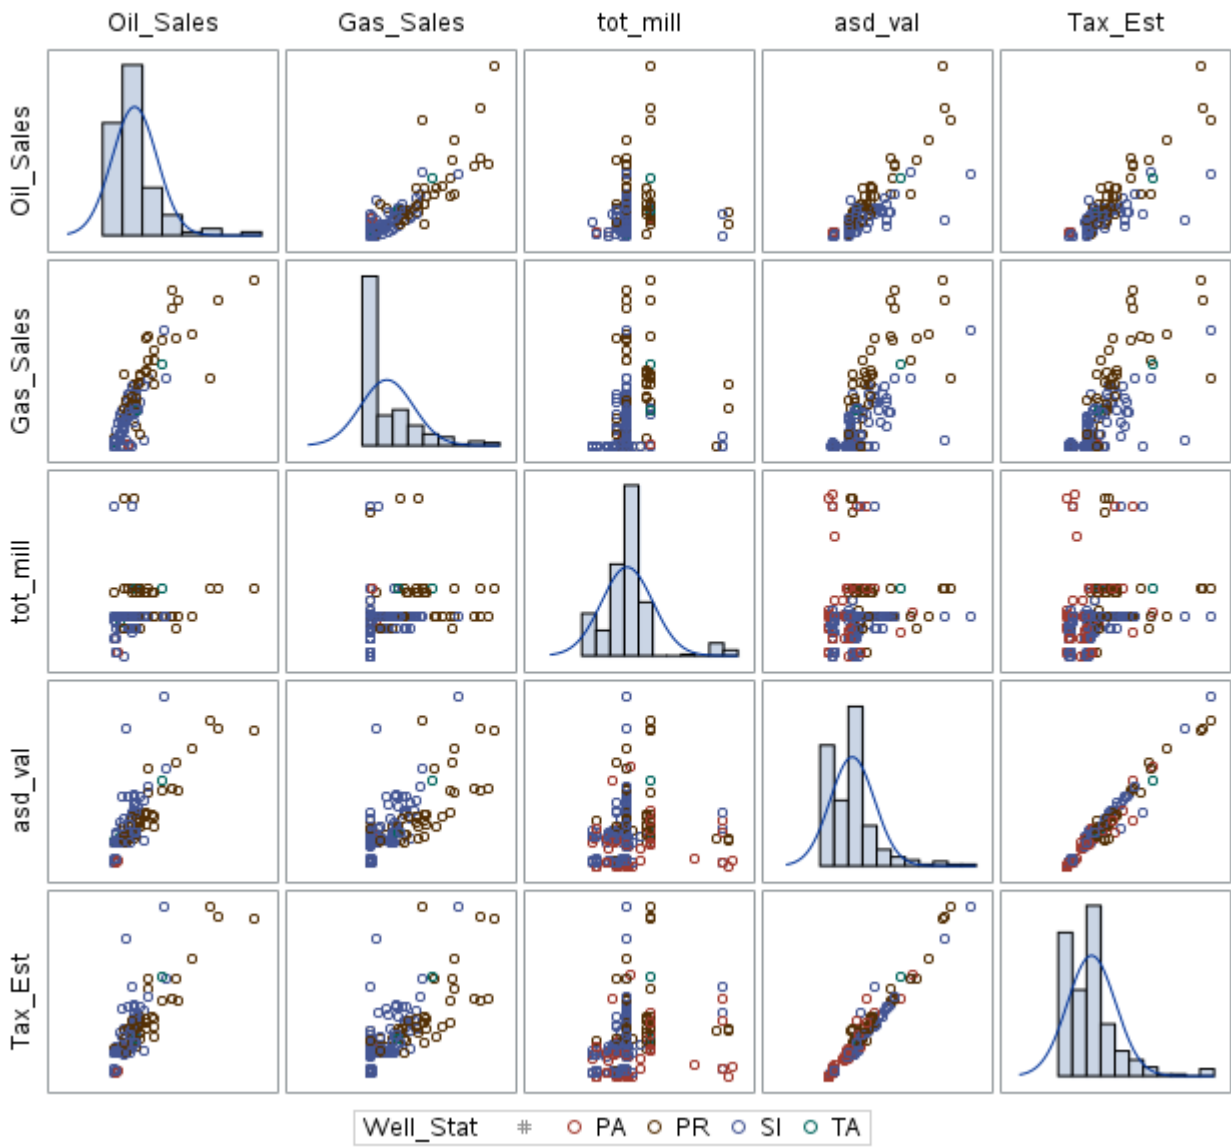 Oil_Sales Gas_Sales tot_mill asd_val Tax_Est
Oil_Sales
Gas_Sales
tot_mill
asd_val
Tax_Est
Well_Stat # PA PR SI TA